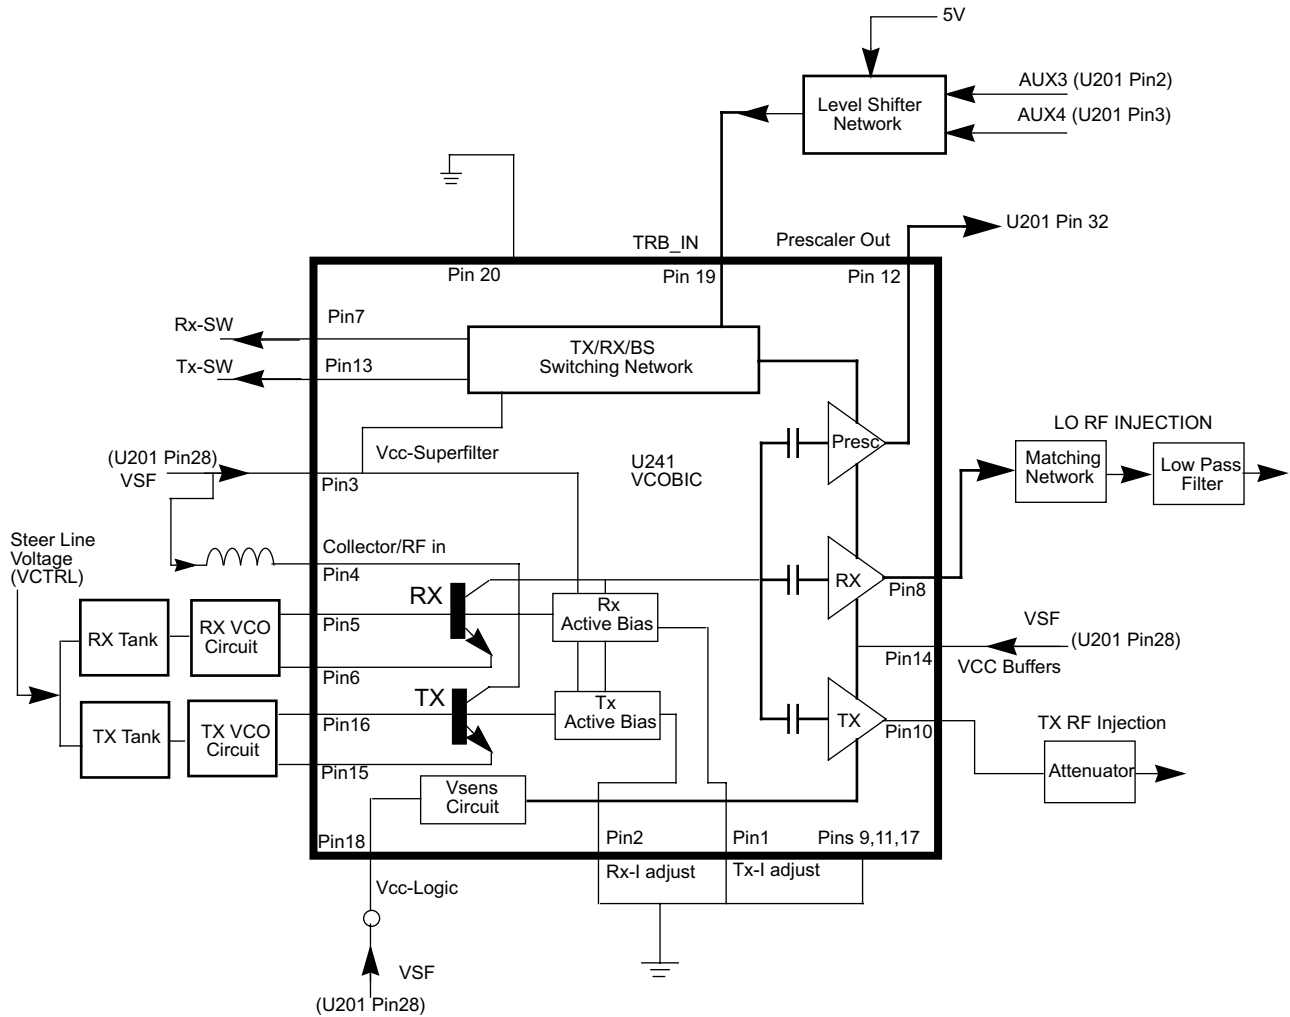 5V
AUX3 (U201 Pin2)
Level Shifter
Network
AUX4 (U201 Pin3)
U201 Pin 32
TRB_IN
Prescaler Out
Pin 20
Pin 19
Pin 12
Rx-SW
Pin7
TX/RX/BS
Switching Network
Tx-SW
Pin13
Presc
LO RF INJECTION
Matching
Network
Low Pass
Filter
(U201 Pin28)
VSF
Vcc-Superfilter
Pin3
U241
VCOBIC
Steer Line
Voltage
(VCTRL)
Collector/RF in
Pin4
RX
Rx
Active Bias
RX
Pin8
RX Tank
RX VCO
Circuit
Pin5
Pin6
VSF
(U201 Pin28)
Pin14
VCC Buffers
TX
Tx
Active Bias
TX
Pin10
TX RF Injection
TX Tank
TX VCO
Circuit
Pin16
Pin15
Attenuator
Vsens
Circuit
Pin18
Pin2
Pin1
Pins 9,11,17
Rx-I adjust
Tx-I adjust
Vcc-Logic
VSF
(U201 Pin28)